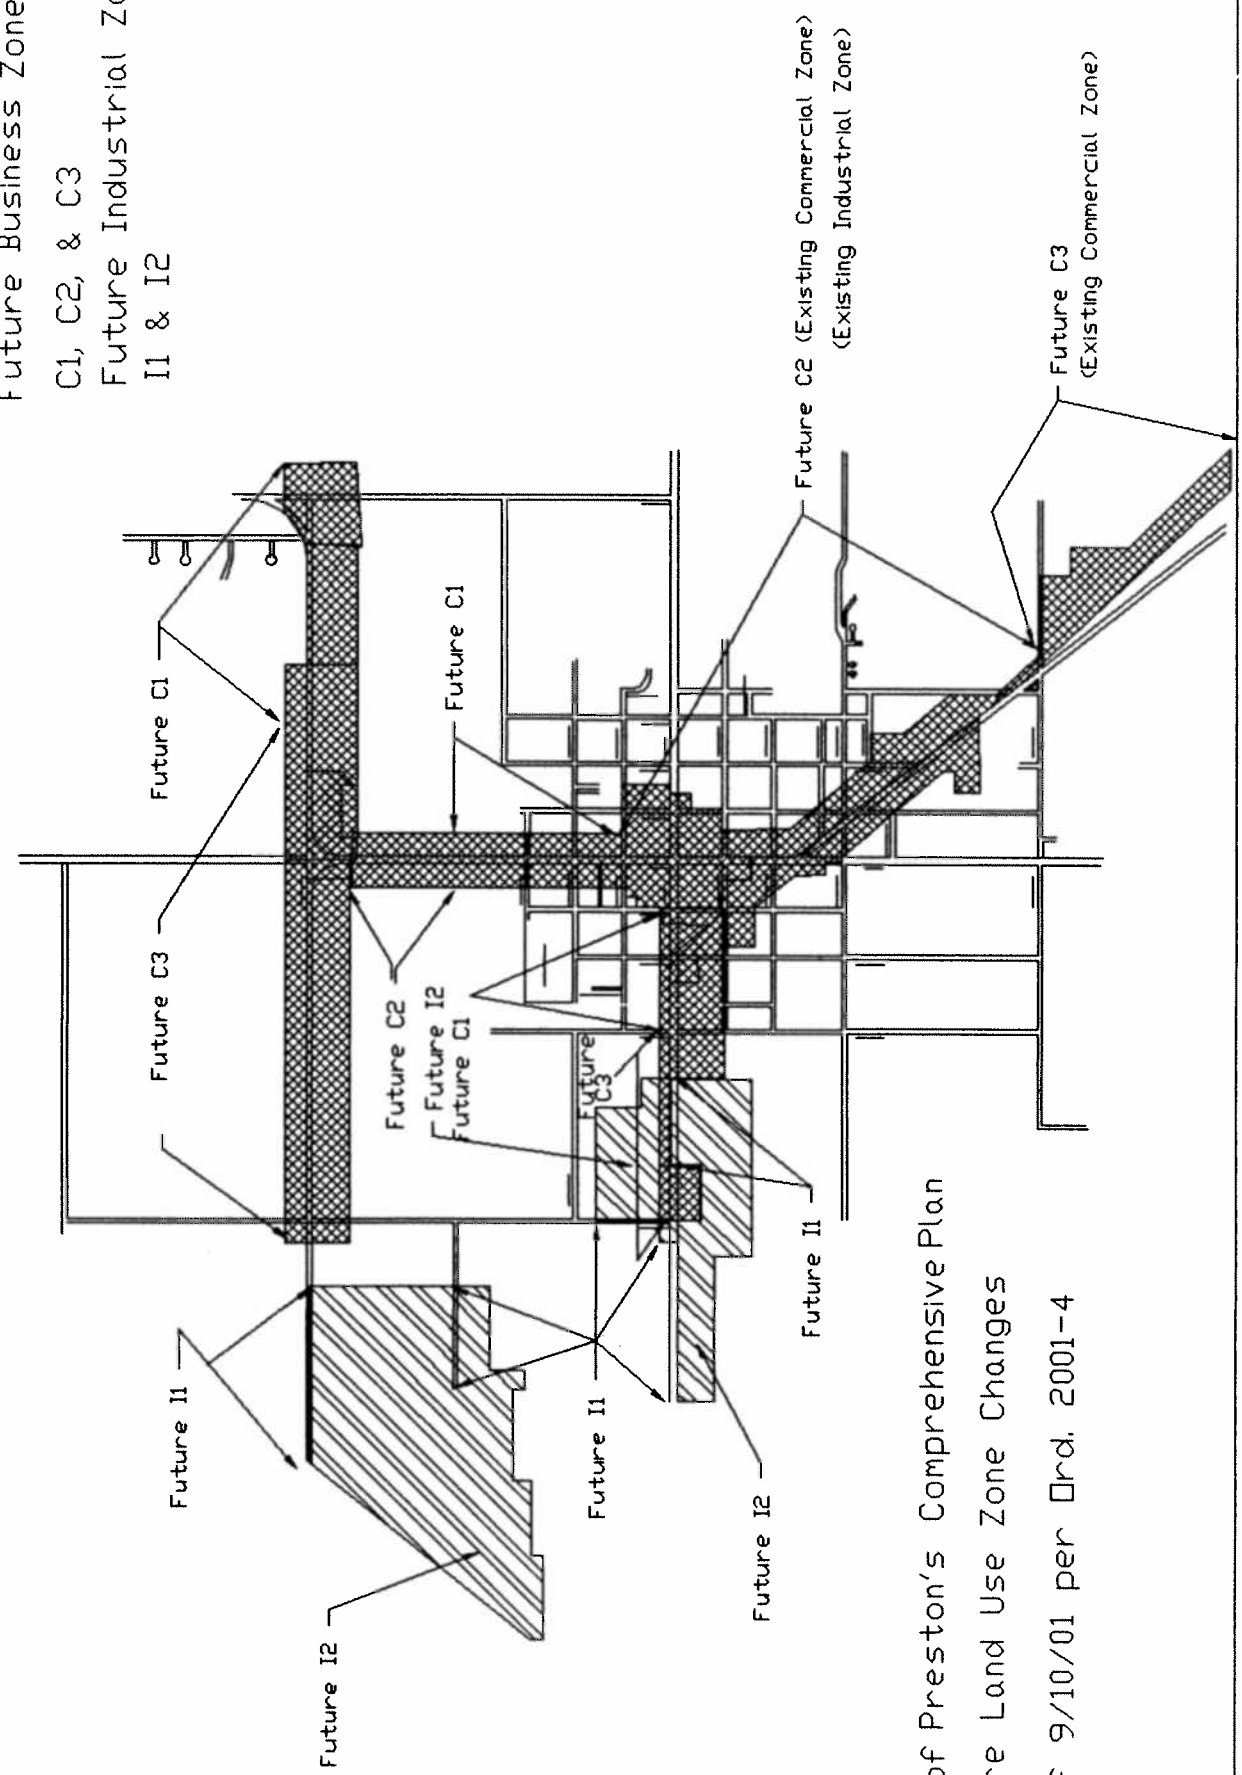 Future Business Zone
C1, C2, & C3
Future Industrial
I1 & I2
Future C1
Future C3
Future C1
Future C2 (Existing Commercial Zone)
(Existing Industrial Zone)
Future C3
(Existing Commercial Zone)
Future C2
Future I2
Future C1
Future
C3
Future I1
Future I1
Future I1
Future I2
Future I2
of Preston's Comprehensive Plan
Land Use Zone Changes
9/10/01 per Ord. 2001-4